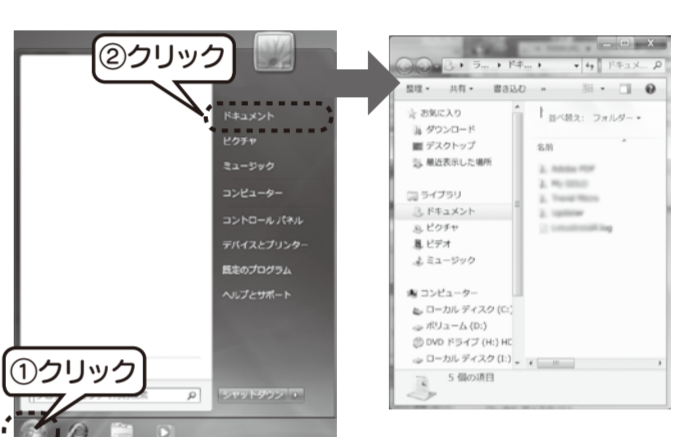 ②クリック
ドキュメント
ピクチャ
ミュージック
コンピューター
コントロール パネル
デバイスとプリンター
既定のプログラム
ヘルプとサポート
①クリック
シャットダウン
ラ... ドキ...
整理 共有 書き込む
お気に入り
ダウンロード
デスクトップ
最近表示した場所
ライブラリ
ドキュメント
ピクチャ
ビデオ
ミュージック
コンピューター
ローカル ディスク (C:)
ボリューム (D:)
DVD ドライブ (H:) HD
ローカル ディスク (I:)
並べ替え: フォルダー
名前
5 個の項目